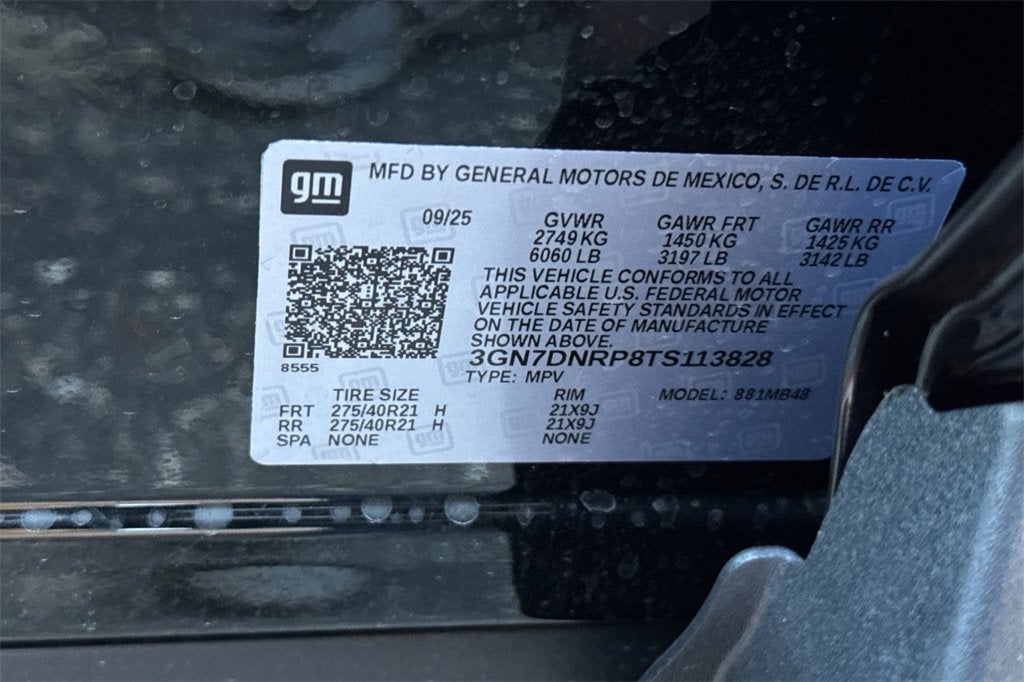 gm MFD BY GENERAL MOTORS DE MEXICO, S. DE R.L. DE C.V.
09/25 GVWR GAWR FRT GAWR RR
2749 KG 1450 KG 1425 KG
6060 LB 3197 LB 3142 LB
THIS VEHICLE CONFORMS TO ALL
APPLICABLE U.S. FEDERAL MOTOR
VEHICLE SAFETY STANDARDS IN EFFECT
ON THE DATE OF MANUFACTURE
SHOWN ABOVE.
3GN7DNRP8TS113828
8555
TYPE: MPV
TIRE SIZE RIM MODEL: 881MB48
FRT 275/40R21 H 21X9J
RR 275/40R21 H 21X9J
SPA NONE NONE